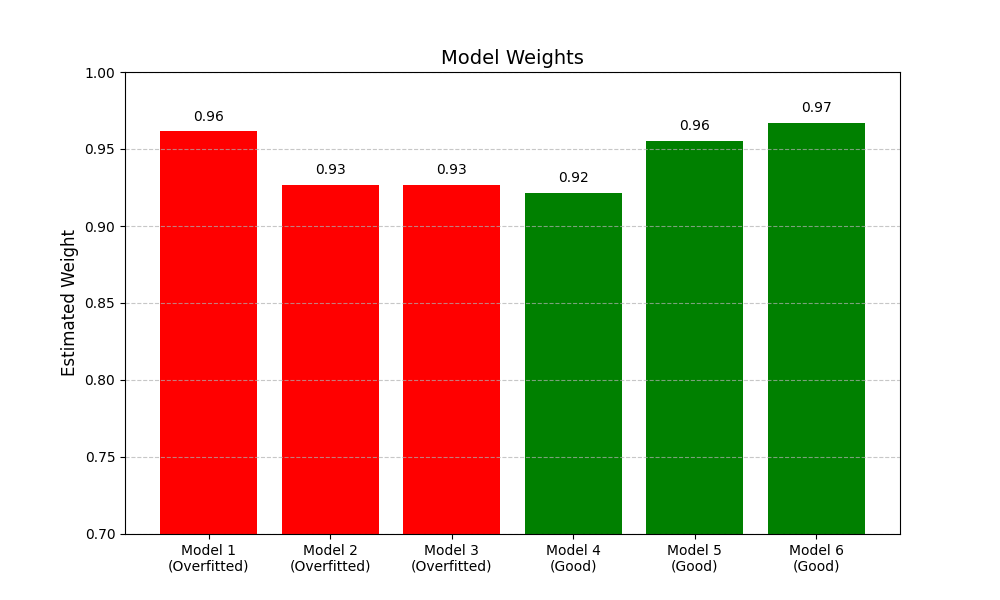 Model Weights
Estimated Weight
1.00
0.95
0.90
0.85
0.80
0.75
0.70
0.96
0.93
0.93
0.92
0.96
0.97
Model 1
(Overfitted)
Model 2
(Overfitted)
Model 3
(Overfitted)
Model 4
(Good)
Model 5
(Good)
Model 6
(Good)